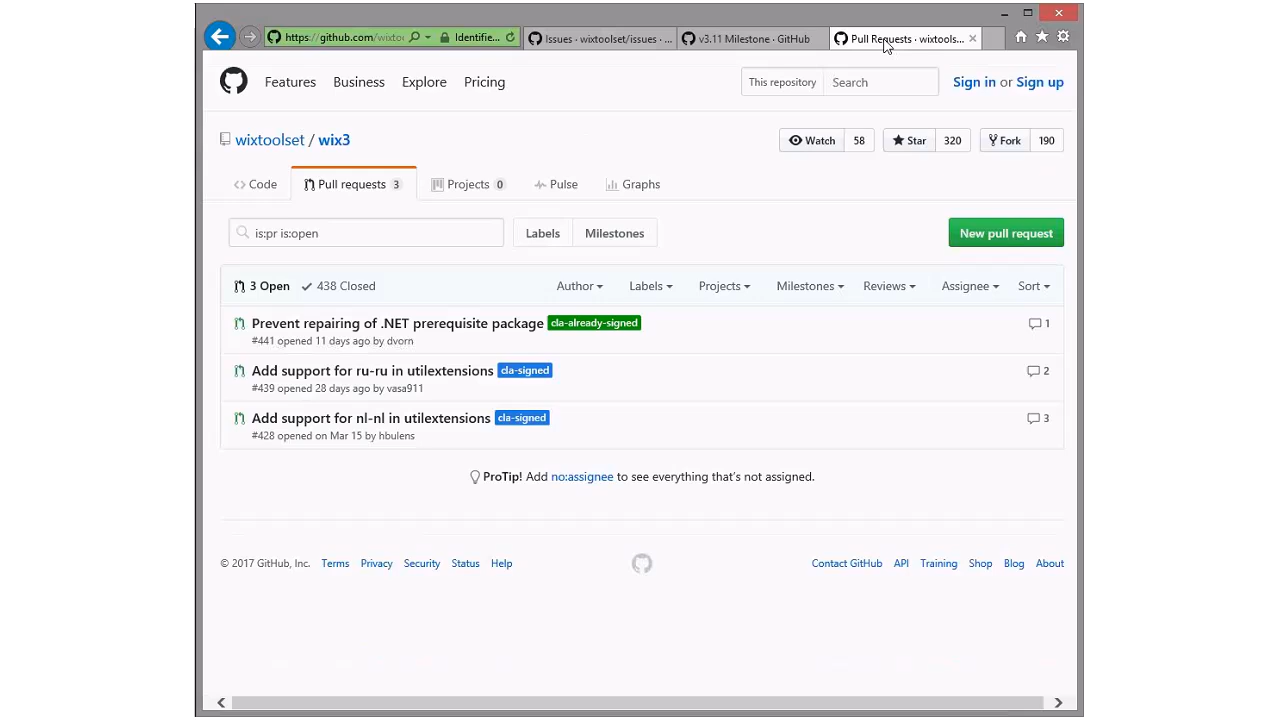 https://github.com/wixto Identifie... Issues · wixtoolset/issues · ... v3.11 Milestone · GitHub Pull Requests · wixtools...
Features Business Explore Pricing This repository Search Sign in or Sign up
wixtoolset / wix3 Watch 58 Star 320 Fork 190
Code Pull requests 3 Projects 0 Pulse Graphs
is:pr is:open Labels Milestones New pull request
3 Open 438 Closed Author Labels Projects Milestones Reviews Assignee Sort
Prevent repairing of .NET prerequisite package cla-already-signed 1
#441 opened 11 days ago by dvorn
Add support for ru-ru in utilextensions cla-signed 2
#439 opened 28 days ago by vasa911
Add support for nl-nl in utilextensions cla-signed 3
#428 opened on Mar 15 by hbulens
ProTip! Add no:assignee to see everything that's not assigned.
© 2017 GitHub, Inc. Terms Privacy Security Status Help Contact GitHub API Training Shop Blog About